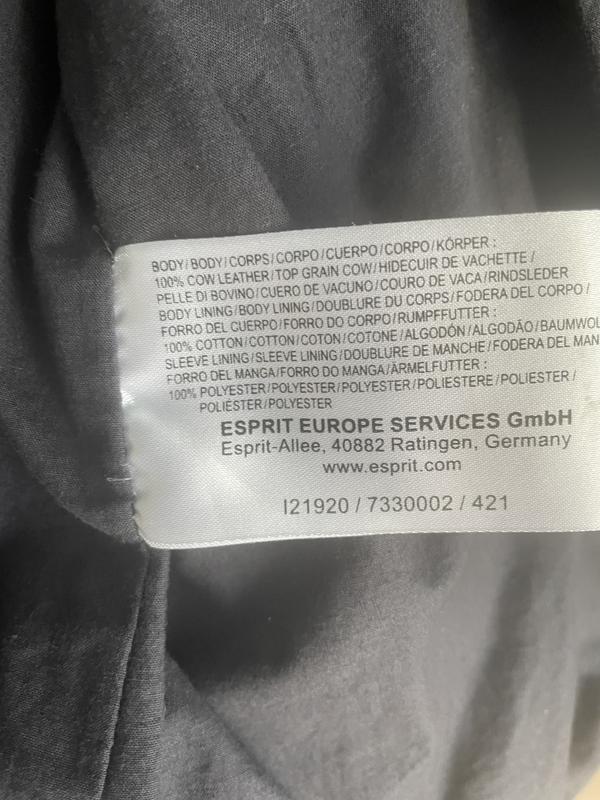 BODY/BODY/CORPS/CORPO/CUERPO/CORPO/KÖRPER :
100% COW LEATHER/TOP GRAIN COW/HIDECUIR DE VACHETTE /
PELLE DI BOVINO/CUERO DE VACUNO/COURO DE VACA/RINDSLEDER
BODY LINING/BODY LINING/DOUBLURE DU CORPS/FODERA DEL CORPO /
FORRO DEL CUERPO/FORRO DO CORPO/RUMPFFUTTER :
100% COTTON/COTTON/COTON/COTONE/ALGODÓN/ALGODÃO/BAUMWOL
SLEEVE LINING/SLEEVE LINING/DOUBLURE DE MANCHE/FODERA DEL MAN
FORRO DEL MANGA/FORRO DO MANGA/ÄRMELFUTTER :
100% POLYESTER/POLYESTER/POLYESTER/POLIESTERE/POLIESTER /
POLIÉSTER/POLYESTER
ESPRIT EUROPE SERVICES GmbH
Esprit-Allee, 40882 Ratingen, Germany
www.esprit.com
I21920 / 7330002 / 421